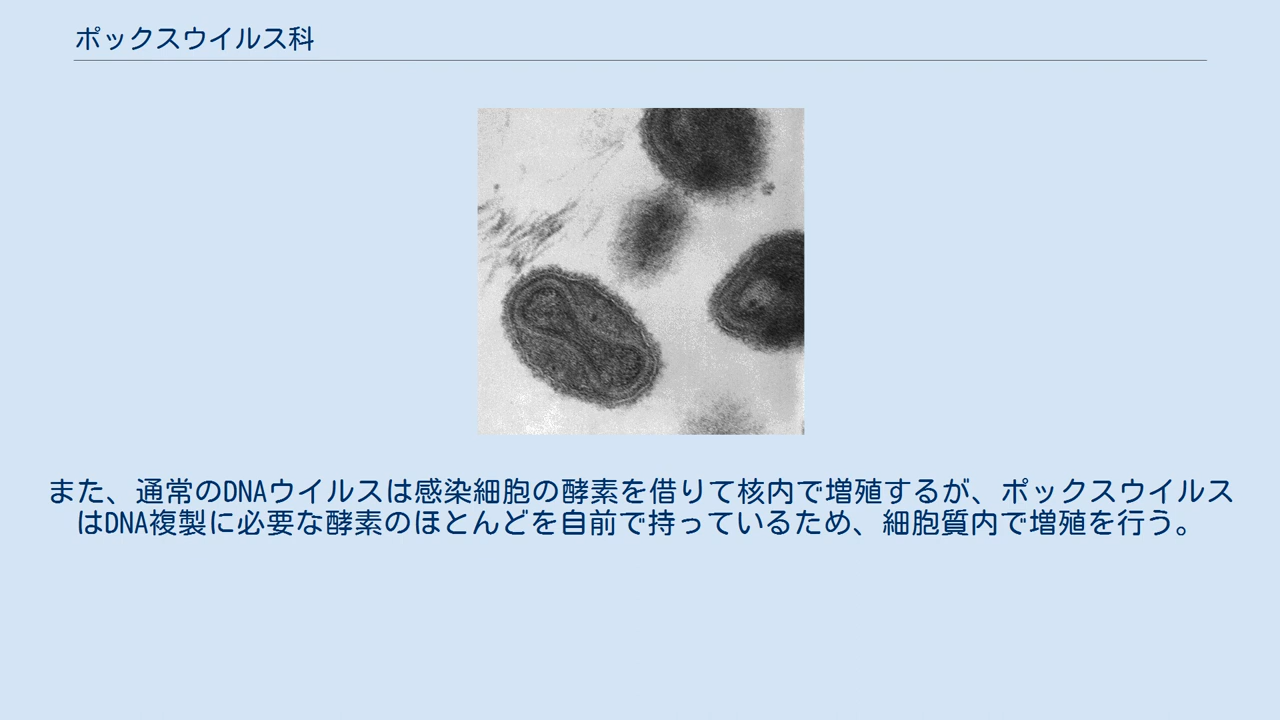 ポックスウイルス科
また、通常のDNAウイルスは感染細胞の酵素を借りて核内で増殖するが、ポックスウイルス
はDNA複製に必要な酵素のほとんどを自前で持っているため、細胞質内で増殖を行う。